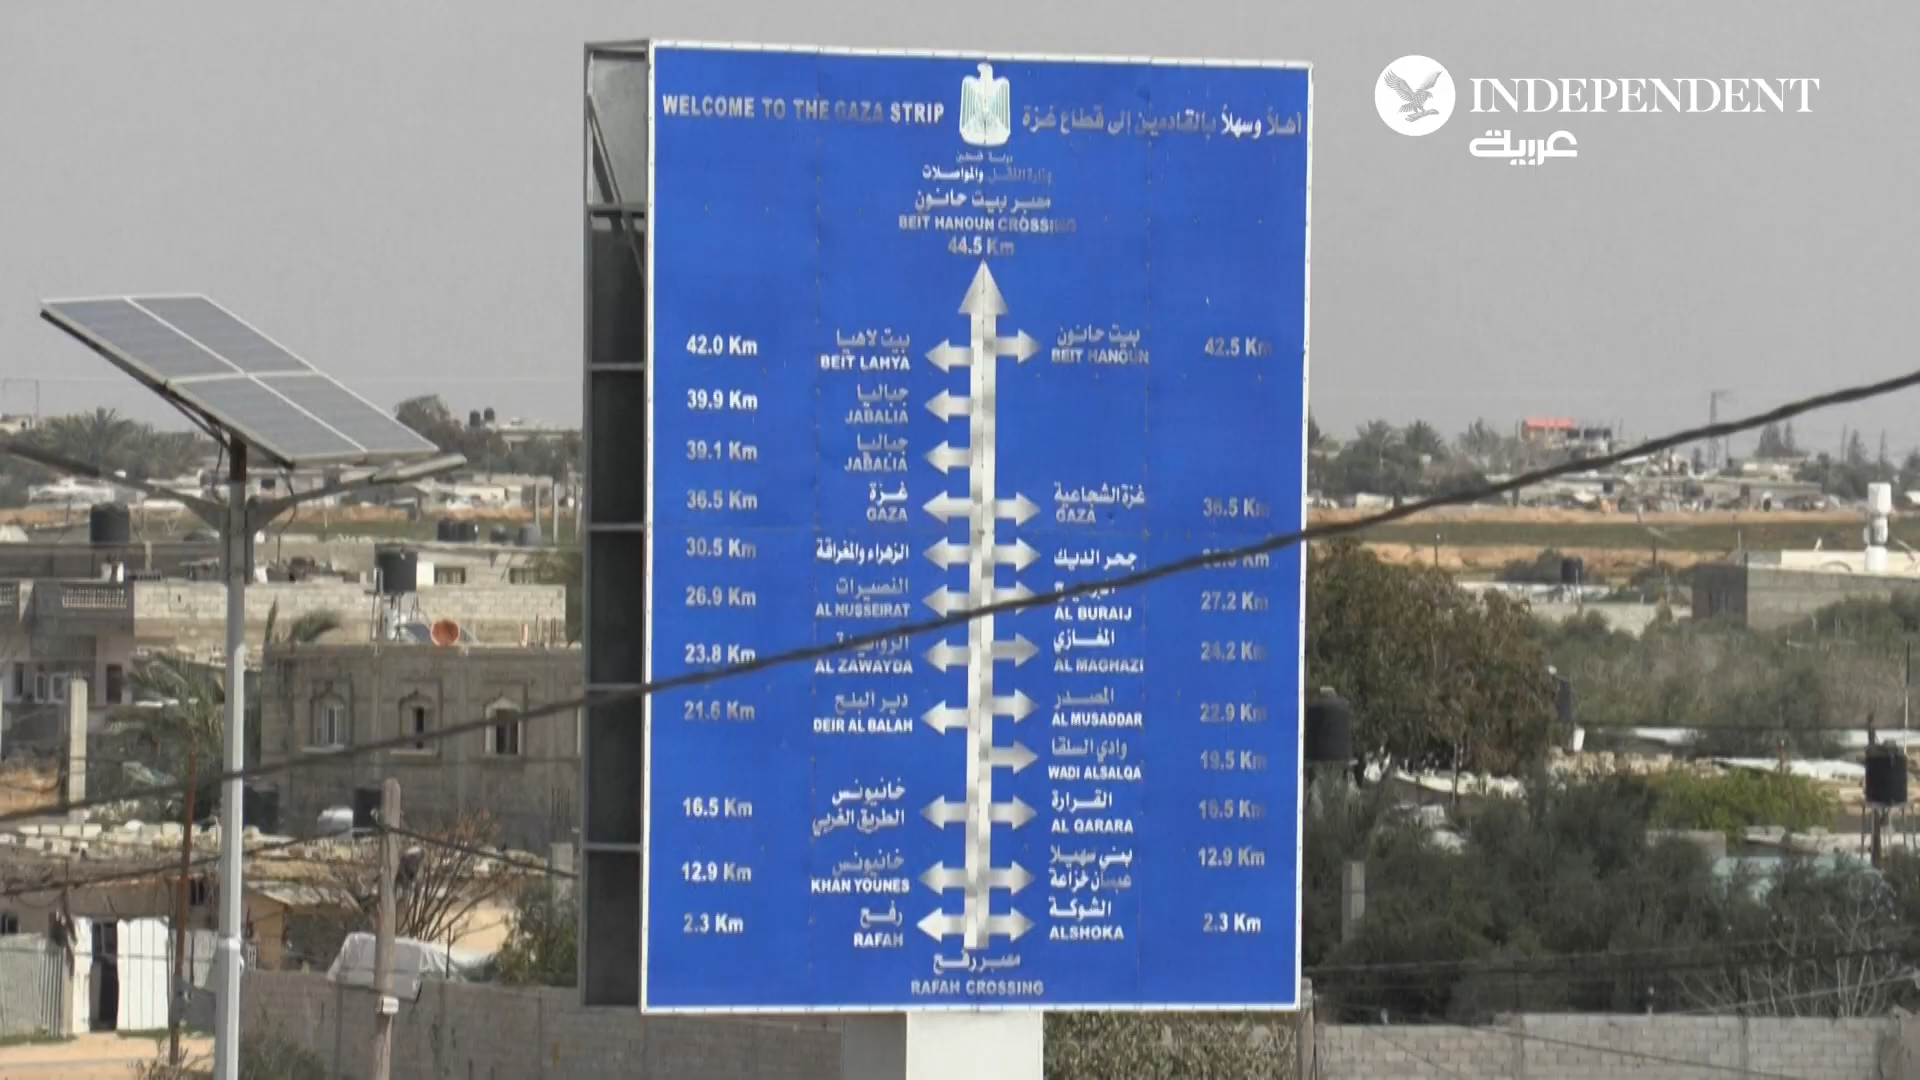 INDEPENDENT
عربية
WELCOME TO THE GAZA STRIP
أهلاً وسهلاً بالقادمين إلى قطاع غزة
دولة فلسطين
وزارة النقل والمواصلات
معبر بيت حانون
BEIT HANOUN CROSSING
44.5 Km
42.0 Km بيت لاهيا
BEIT LAHYA
بيت حانون 42.5 Km
BEIT HANOUN
39.9 Km جباليا
JABALIA
39.1 Km جباليا
JABALIA
36.5 Km غزة
GAZA
غزة الشجاعية 36.5 Km
GAZA
30.5 Km الزهراء والمغراقة
جحر الديك
26.9 Km النصيرات
AL NUSSEIRAT
27.2 Km
AL BURAIJ
23.8 Km الزوايدة
AL ZAWAYDA
المغازي 24.2 Km
AL MAGHAZI
21.6 Km دير البلح
DEIR AL BALAH
المصدر 22.9 Km
AL MUSADDAR
وادي السلقا 19.5 Km
WADI ALSALQA
16.5 Km خانيونس
الطريق الغربي
القرارة 16.5 Km
AL QARARA
12.9 Km خانيونس
KHAN YOUNES
بني سهيلا 12.9 Km
عبسان خزاعة
2.3 Km رفح
RAFAH
الشوكة 2.3 Km
ALSHOKA
معبر رفح
RAFAH CROSSING